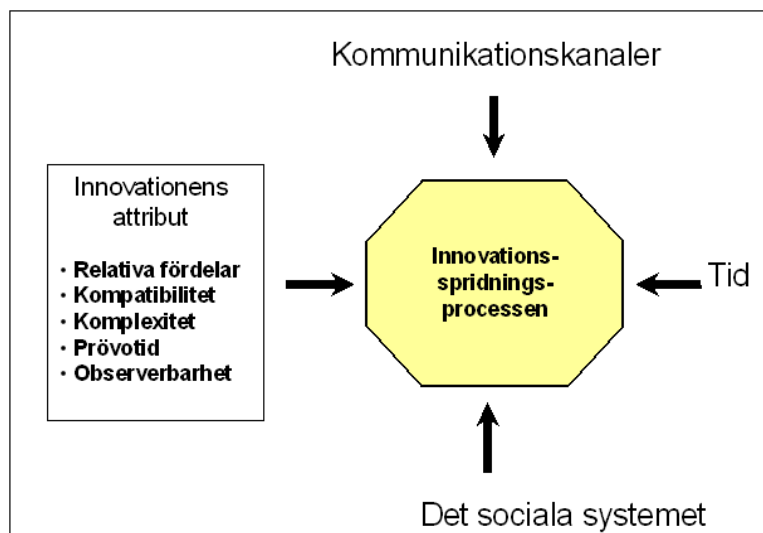 Kommunikationskanaler
Innovationens
attribut
· Relativa fördelar
· Kompatibilitet
· Komplexitet
· Prövotid
· Observerbarhet
Innovations-
spridnings-
processen
Tid
Det sociala systemet